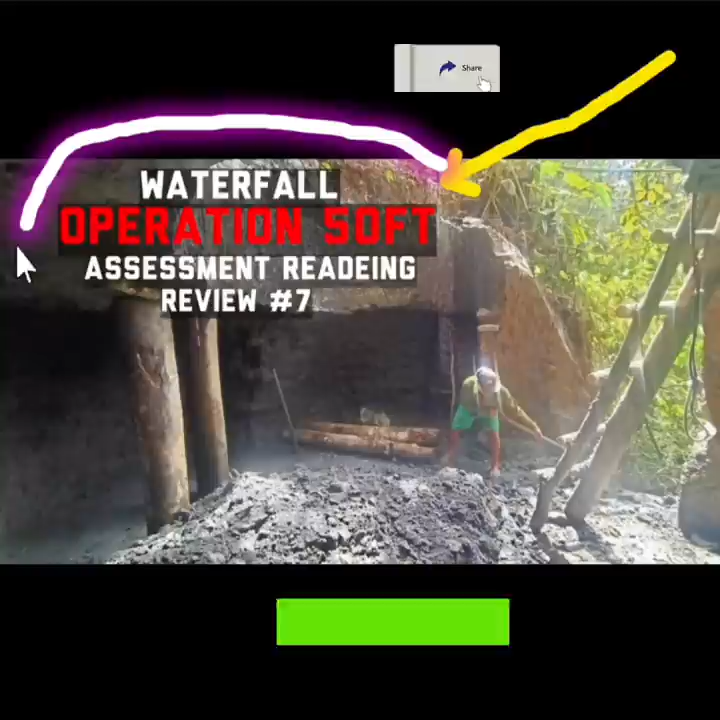 Share
WATERFALL
OPERATION SOFT
ASSESSMENT READEING
REVIEW #7